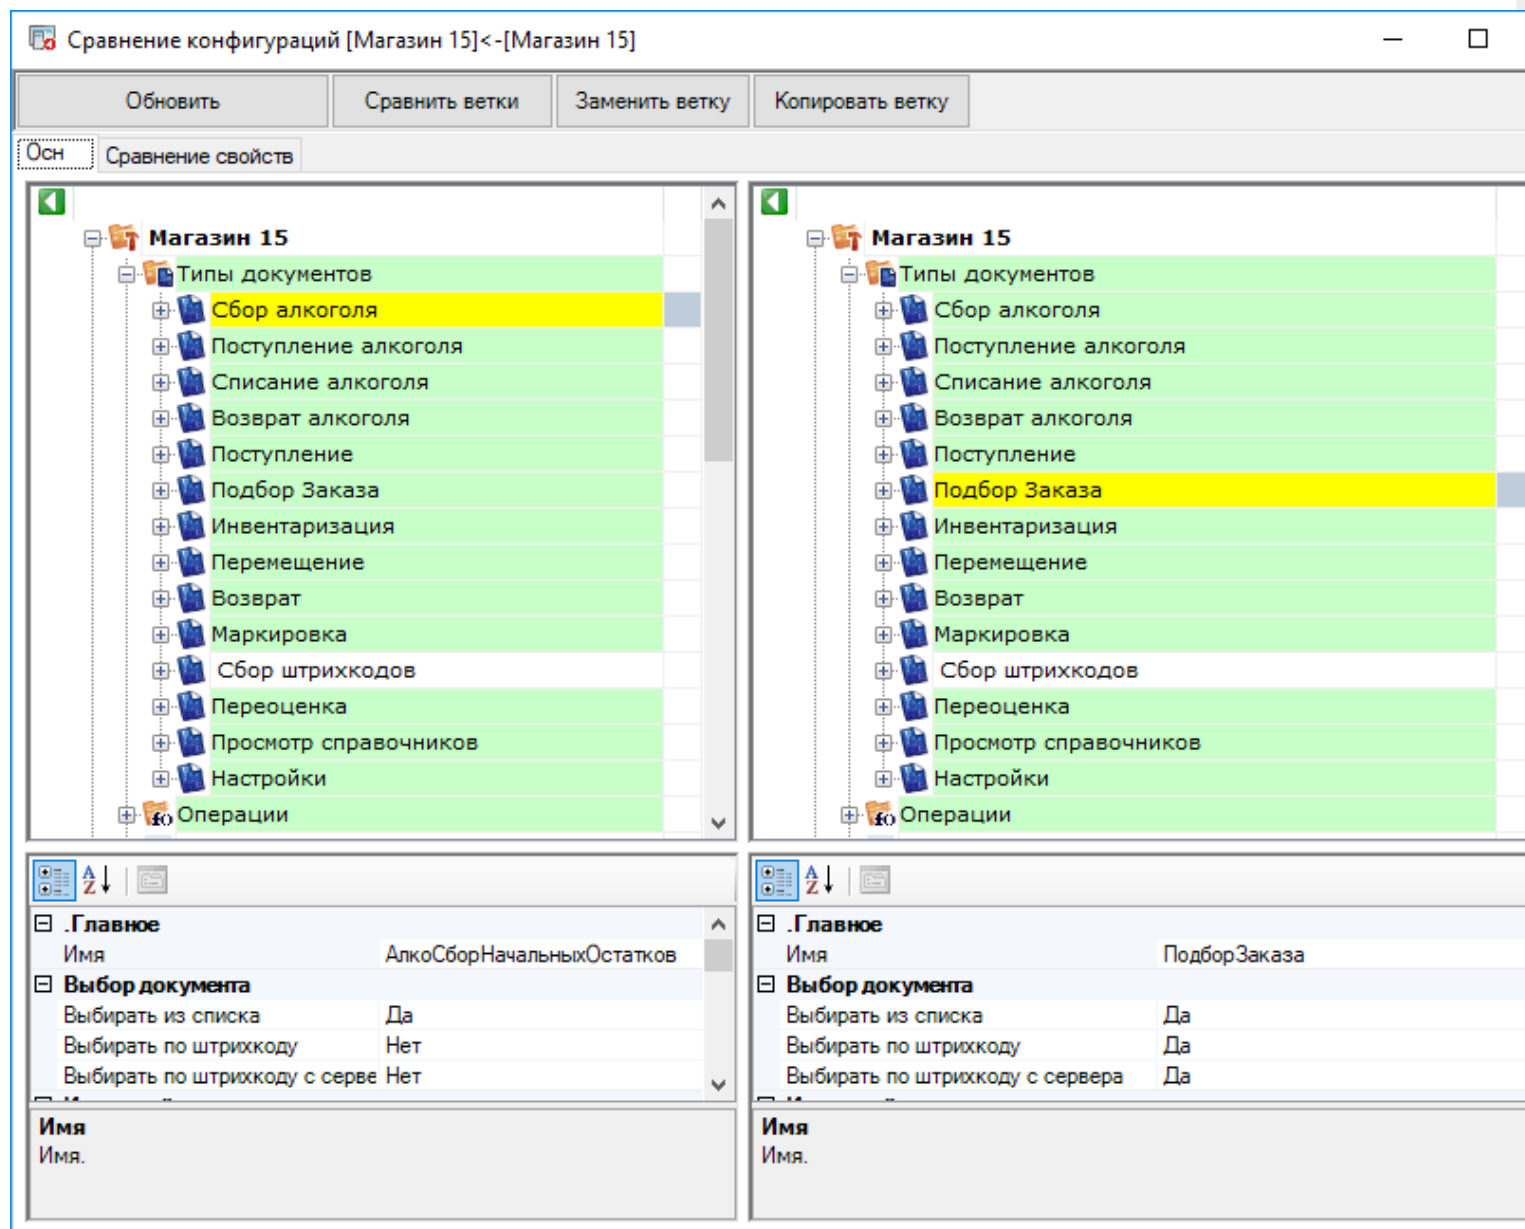 Сравнение конфигураций [Магазин 15]<-[Магазин 15]
Обновить Сравнить ветки Заменить ветку Копировать ветку
Осн Сравнение свойств
Магазин 15
Типы документов
Сбор алкоголя
Поступление алкоголя
Списание алкоголя
Возврат алкоголя
Поступление
Подбор Заказа
Инвентаризация
Перемещение
Возврат
Маркировка
Сбор штрихкодов
Переоценка
Просмотр справочников
Настройки
Операции
Магазин 15
Типы документов
Сбор алкоголя
Поступление алкоголя
Списание алкоголя
Возврат алкоголя
Поступление
Подбор Заказа
Инвентаризация
Перемещение
Возврат
Маркировка
Сбор штрихкодов
Переоценка
Просмотр справочников
Настройки
Операции
.Главное
Имя АлкоСборНачальныхОстатков
Выбор документа
Выбирать из списка Да
Выбирать по штрихкоду Нет
Выбирать по штрихкоду с серве Нет
Имя
Имя.
.Главное
Имя ПодборЗаказа
Выбор документа
Выбирать из списка Да
Выбирать по штрихкоду Да
Выбирать по штрихкоду с сервера Да
Имя
Имя.